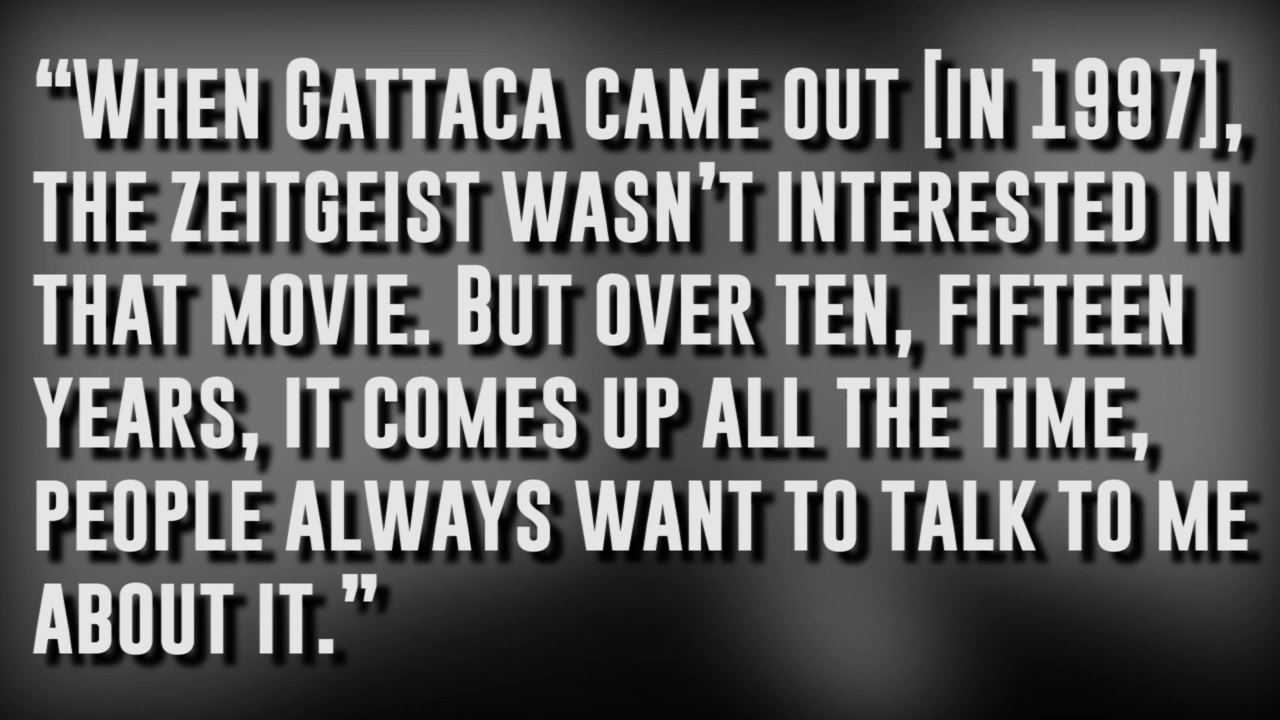 “When Gattaca came out [in 1997],
the zeitgeist wasn’t interested in
that movie. But over ten, fifteen
years, it comes up all the time,
people always want to talk to me
about it.”